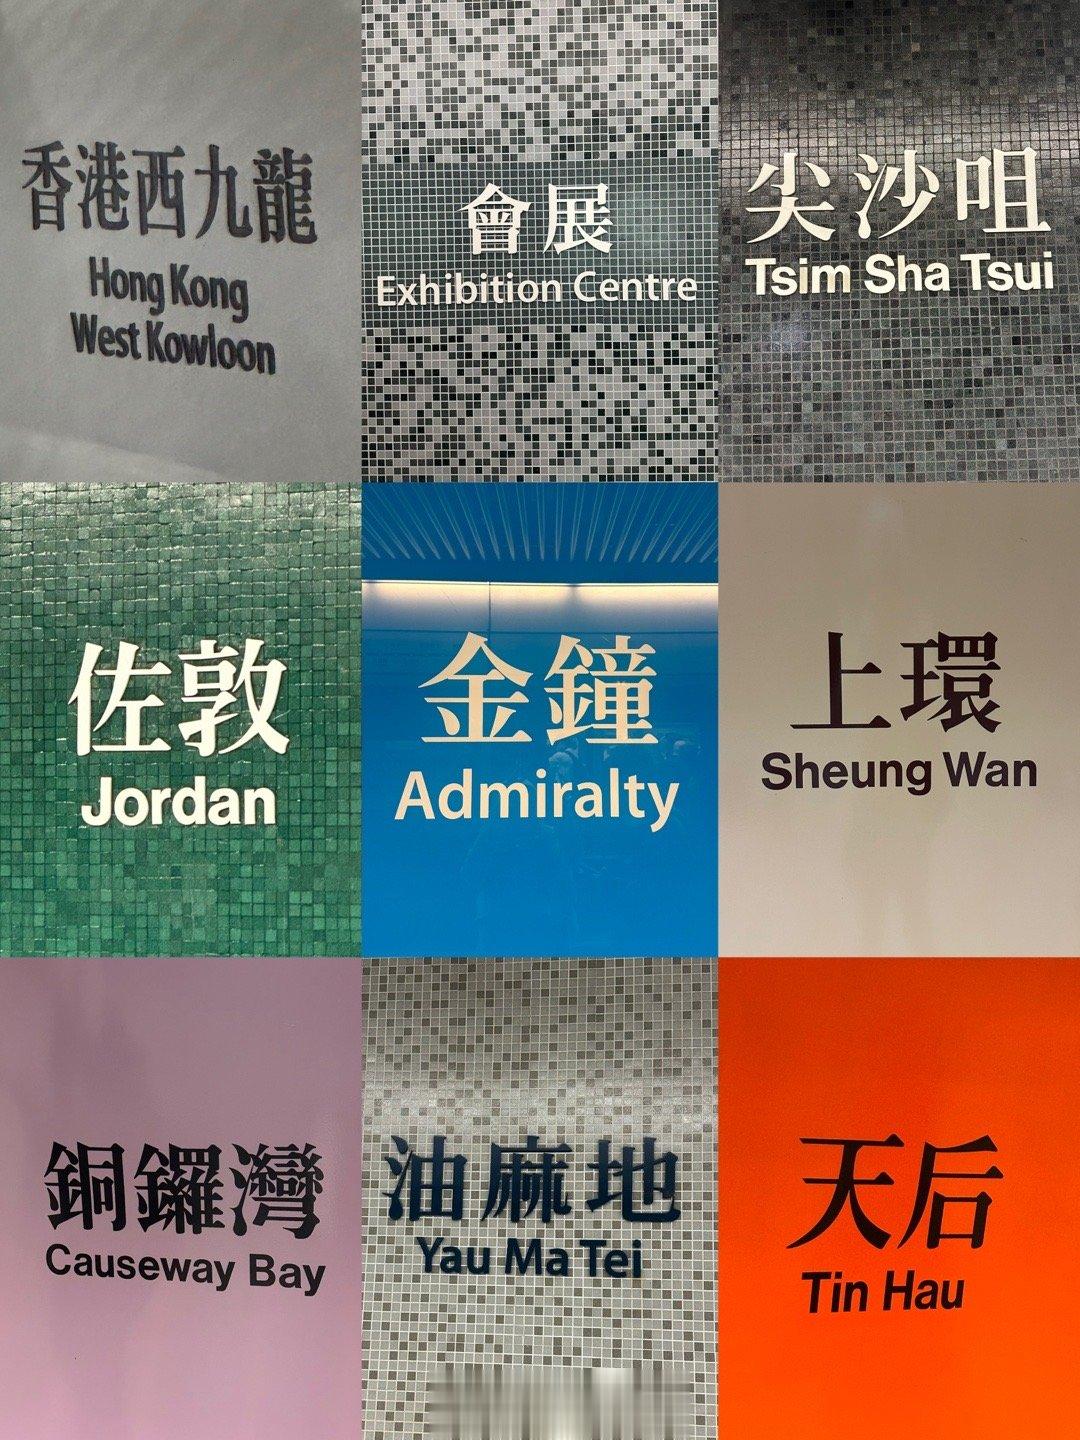 香港西九龍
Hong Kong
West Kowloon
會展
Exhibition Centre
尖沙咀
Tsim Sha Tsui
佐敦
Jordan
金鐘
Admiralty
上環
Sheung Wan
銅鑼灣
Causeway Bay
油麻地
Yau Ma Tei
天后
Tin Hau